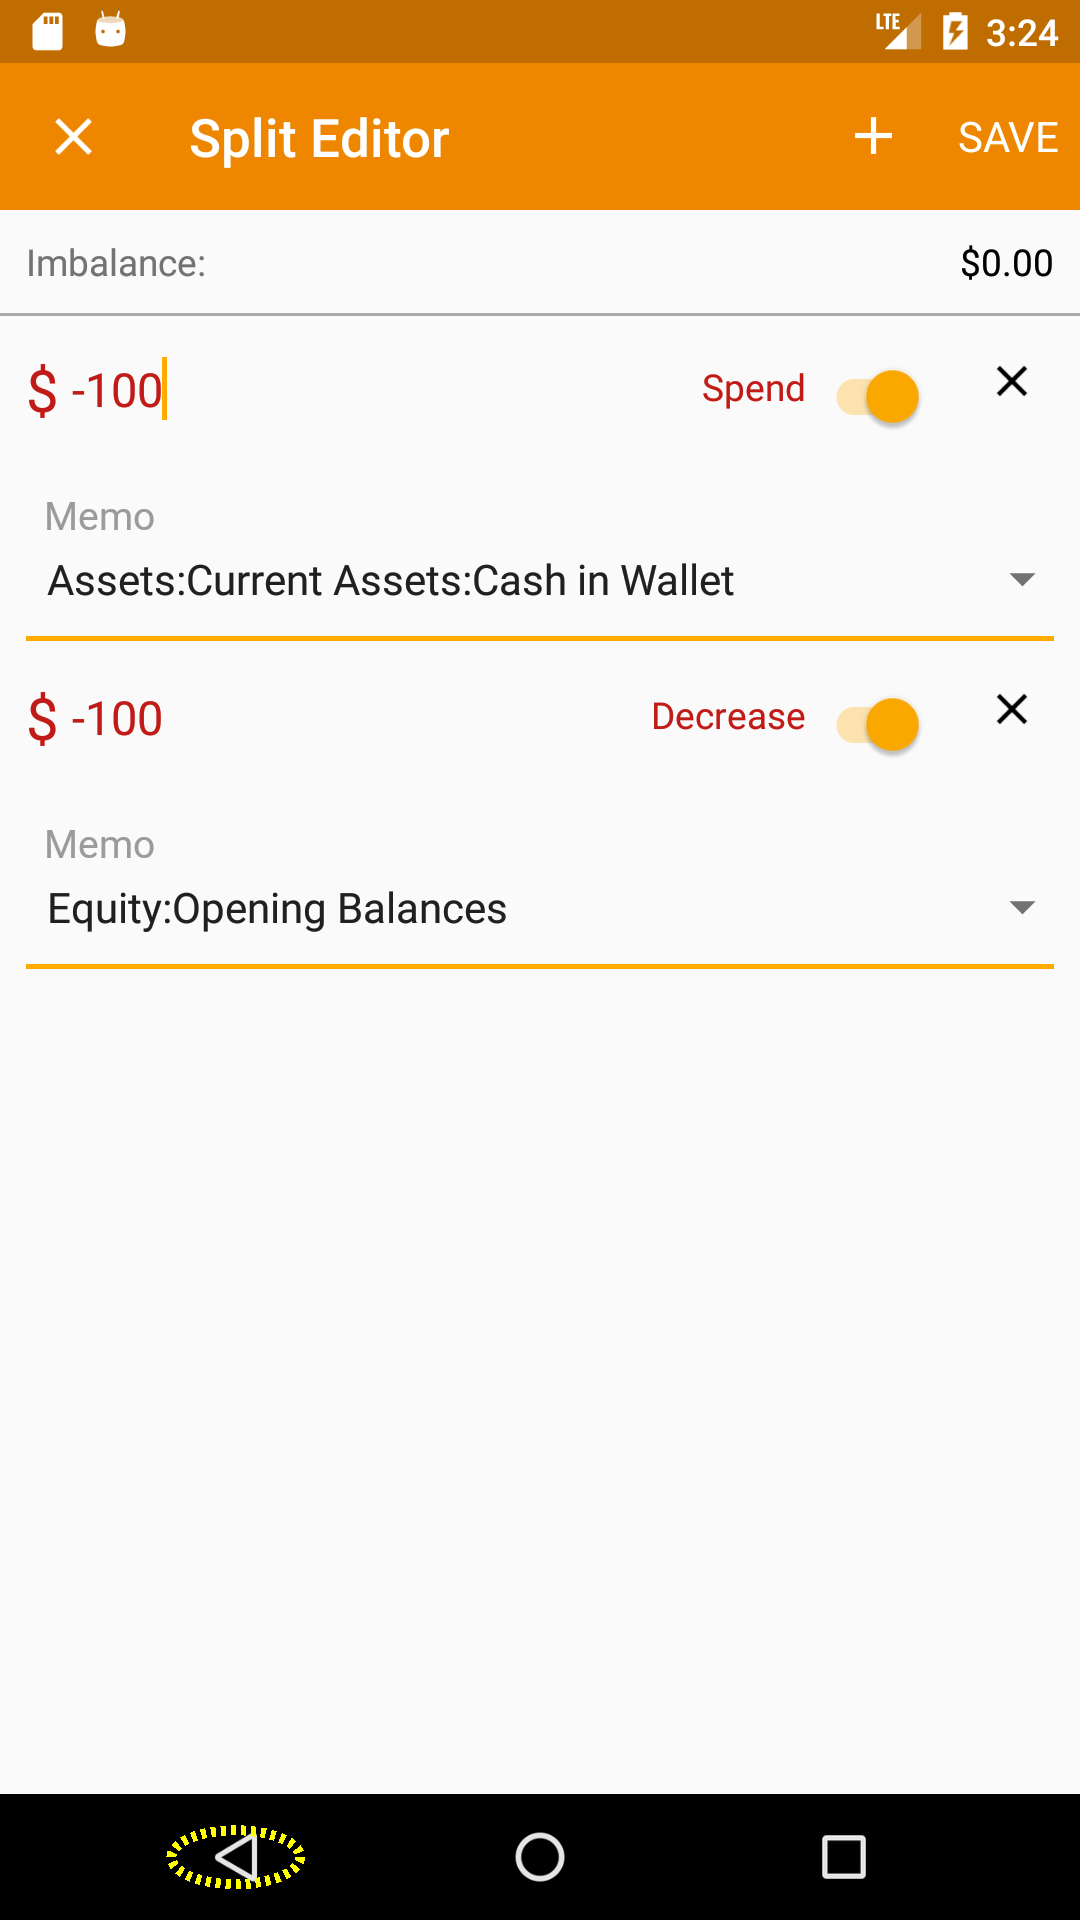 LTE 3:24
Split Editor + SAVE
Imbalance: $0.00
$ -100 Spend
Memo
Assets:Current Assets:Cash in Wallet
$ -100 Decrease
Memo
Equity:Opening Balances